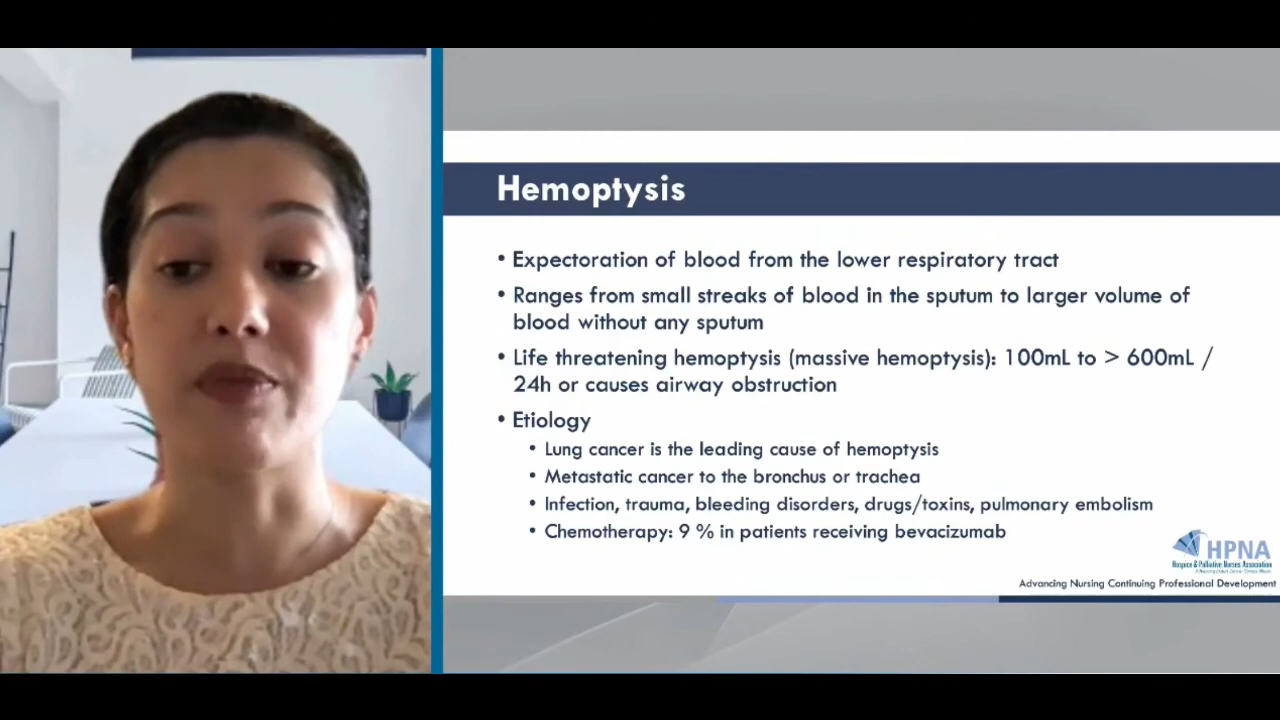 Hemoptysis
• Expectoration of blood from the lower respiratory tract
• Ranges from small streaks of blood in the sputum to larger volume of
blood without any sputum
• Life threatening hemoptysis (massive hemoptysis): 100mL to > 600mL /
24h or causes airway obstruction
• Etiology
• Lung cancer is the leading cause of hemoptysis
• Metastatic cancer to the bronchus or trachea
• Infection, trauma, bleeding disorders, drugs/toxins, pulmonary embolism
• Chemotherapy: 9 % in patients receiving bevacizumab
HPNA
Hospice & Palliative Nurses Association
Advancing Nursing Continuing Professional Development